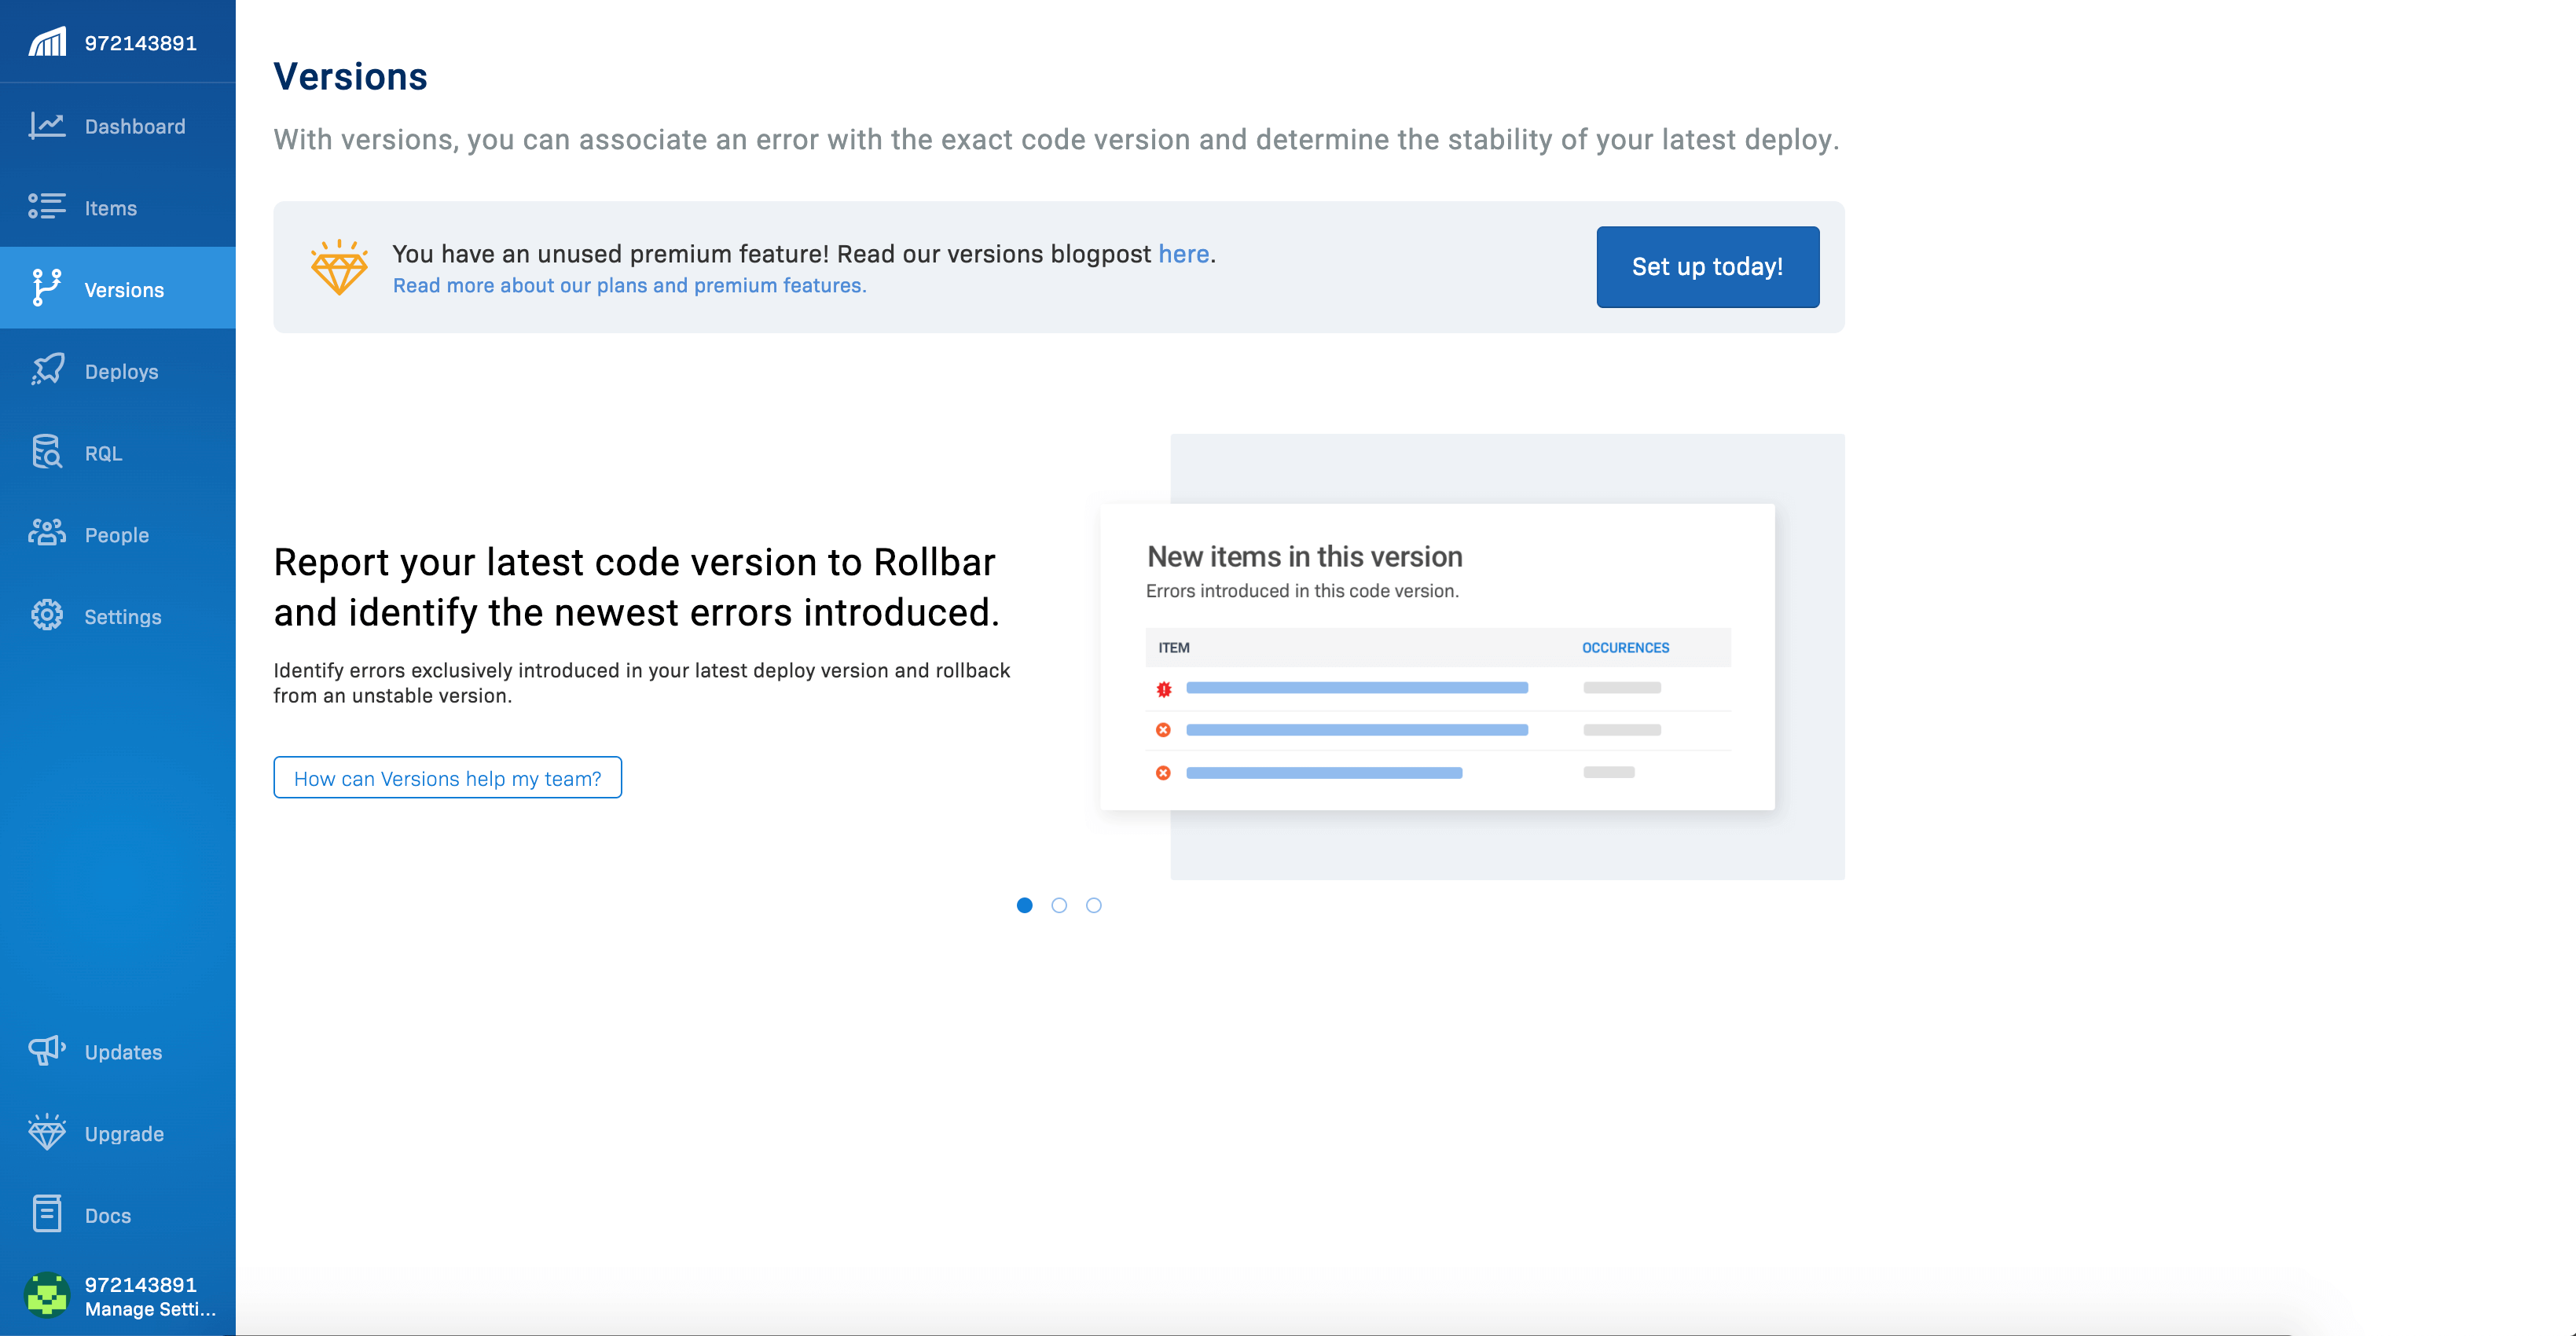 972143891
Dashboard
Items
Versions
Deploys
RQL
People
Settings
Updates
Upgrade
Docs
972143891
Manage Setti...
Versions
With versions, you can associate an error with the exact code version and determine the stability of your latest deploy.
You have an unused premium feature! Read our versions blogpost here.
Read more about our plans and premium features.
Set up today!
Report your latest code version to Rollbar
and identify the newest errors introduced.
Identify errors exclusively introduced in your latest deploy version and rollback
from an unstable version.
How can Versions help my team?
New items in this version
Errors introduced in this code version.
ITEM OCCURENCES